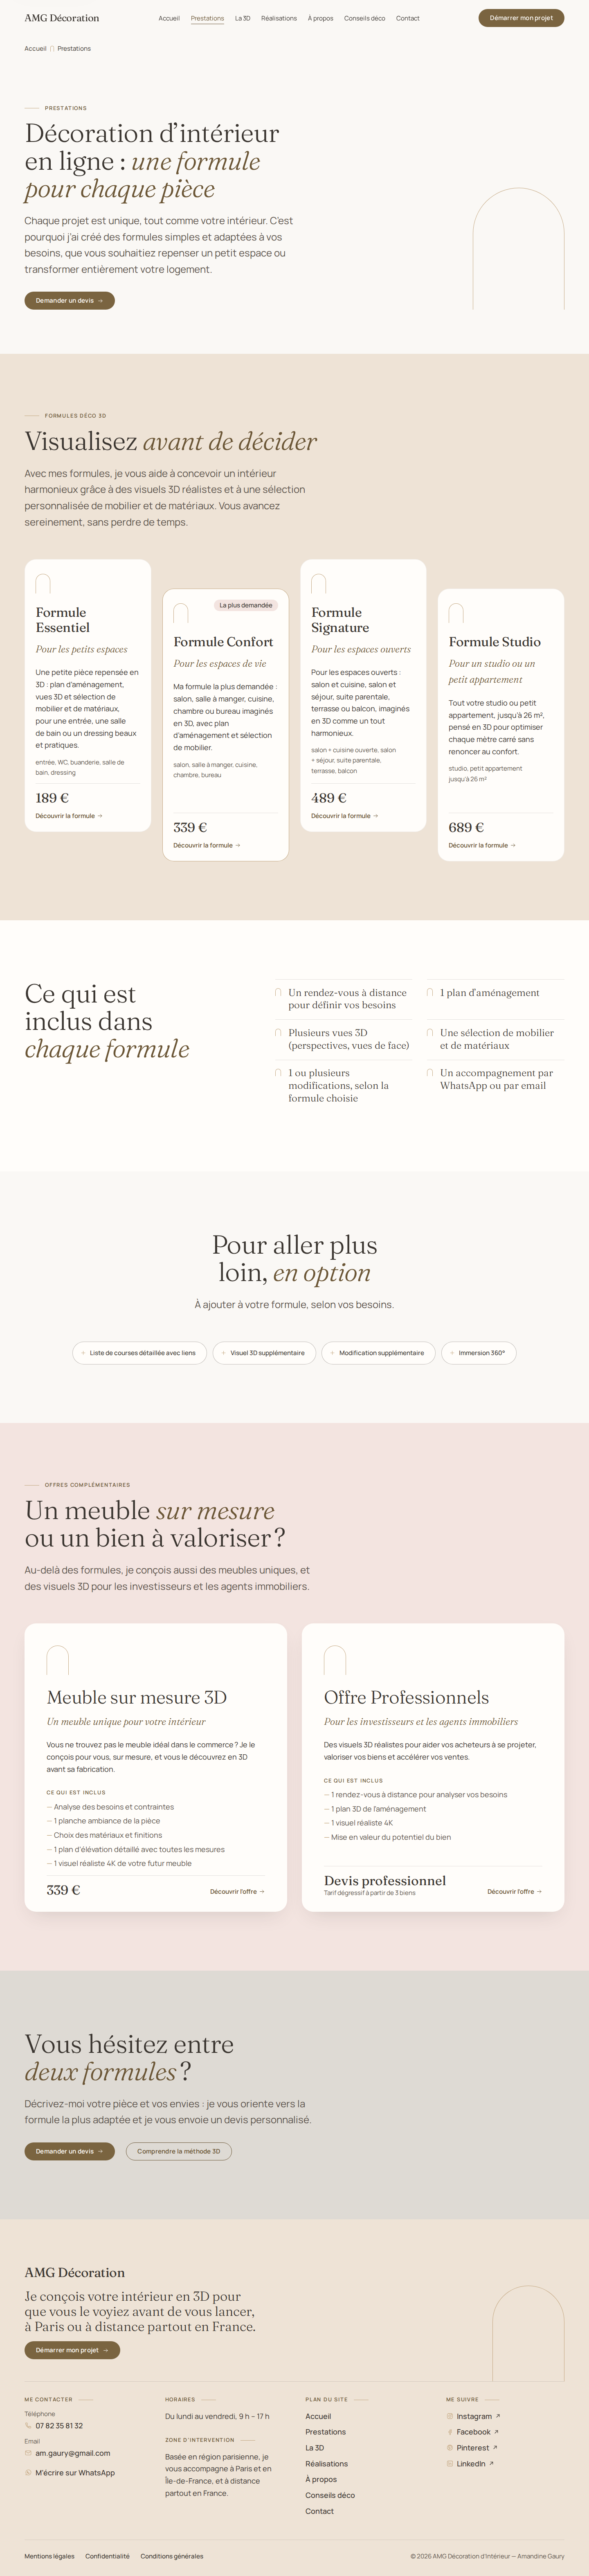 AMG Décoration
Accueil Prestations La 3D Réalisations À propos Conseils déco Contact
Démarrer mon projet
Accueil Prestations
PRESTATIONS
Décoration d’intérieur
en ligne : une formule
pour chaque pièce
Chaque projet est unique, tout comme votre intérieur. C’est
pourquoi j’ai créé des formules simples et adaptées à vos
besoins, que vous souhaitiez repenser un petit espace ou
transformer entièrement votre logement.
Demander un devis →
FORMULES DÉCO 3D
Visualisez avant de décider
Avec mes formules, je vous aide à concevoir un intérieur
harmonieux grâce à des visuels 3D réalistes et à une sélection
personnalisée de mobilier et de matériaux. Vous avancez
sereinement, sans perdre de temps.
Formule
Essentiel
Pour les petits espaces
Une petite pièce repensée en
3D : plan d’aménagement,
vues 3D et sélection de
mobilier et de matériaux,
pour une entrée, une salle
de bain ou un dressing beaux
et pratiques.
entrée, WC, buanderie, salle de
bain, dressing
189 €
Découvrir la formule →
La plus demandée
Formule Confort
Pour les espaces de vie
Ma formule la plus demandée :
salon, salle à manger, cuisine,
chambre ou bureau imaginés
en 3D, avec plan
d’aménagement et sélection
de mobilier.
salon, salle à manger, cuisine,
chambre, bureau
339 €
Découvrir la formule →
Formule
Signature
Pour les espaces ouverts
Pour les espaces ouverts :
salon et cuisine, salon et
séjour, suite parentale,
terrasse ou balcon, imaginés
en 3D comme un tout
harmonieux.
salon + cuisine ouverte, salon
+ séjour, suite parentale,
terrasse, balcon
489 €
Découvrir la formule →
Formule Studio
Pour un studio ou un
petit appartement
Tout votre studio ou petit
appartement, jusqu’à 26 m²,
pensé en 3D pour optimiser
chaque mètre carré sans
renoncer au confort.
studio, petit appartement
jusqu’à 26 m²
689 €
Découvrir la formule →
Ce qui est
inclus dans
chaque formule
Un rendez-vous à distance
pour définir vos besoins
1 plan d’aménagement
Plusieurs vues 3D
(perspectives, vues de face)
Une sélection de mobilier
et de matériaux
1 ou plusieurs
modifications, selon la
formule choisie
Un accompagnement par
WhatsApp ou par email
Pour aller plus
loin, en option
À ajouter à votre formule, selon vos besoins.
+ Liste de courses détaillée avec liens
+ Visuel 3D supplémentaire
+ Modification supplémentaire
+ Immersion 360°
OFFRES COMPLÉMENTAIRES
Un meuble sur mesure
ou un bien à valoriser ?
Au-delà des formules, je conçois aussi des meubles uniques, et
des visuels 3D pour les investisseurs et les agents immobiliers.
Meuble sur mesure 3D
Un meuble unique pour votre intérieur
Vous ne trouvez pas le meuble idéal dans le commerce ? Je le
conçois pour vous, sur mesure, et vous le découvrez en 3D
avant sa fabrication.
CE QUI EST INCLUS
— Analyse des besoins et contraintes
— 1 planche ambiance de la pièce
— Choix des matériaux et finitions
— 1 plan d’élévation détaillé avec toutes les mesures
— 1 visuel réaliste 4K de votre futur meuble
339 €
Découvrir l’offre →
Offre Professionnels
Pour les investisseurs et les agents immobiliers
Des visuels 3D réalistes pour aider vos acheteurs à se projeter,
valoriser vos biens et accélérer vos ventes.
CE QUI EST INCLUS
— 1 rendez-vous à distance pour analyser vos besoins
— 1 plan 3D de l’aménagement
— 1 visuel réaliste 4K
— Mise en valeur du potentiel du bien
Devis professionnel
Tarif dégressif à partir de 3 biens
Découvrir l’offre →
Vous hésitez entre
deux formules ?
Décrivez-moi votre pièce et vos envies : je vous oriente vers la
formule la plus adaptée et je vous envoie un devis personnalisé.
Demander un devis →
Comprendre la méthode 3D
AMG Décoration
Je conçois votre intérieur en 3D pour
que vous le voyiez avant de vous lancer,
à Paris ou à distance partout en France.
Démarrer mon projet →
ME CONTACTER
Téléphone
07 82 35 81 32
Email
am.gaury@gmail.com
M’écrire sur WhatsApp
HORAIRES
Du lundi au vendredi, 9 h – 17 h
ZONE D’INTERVENTION
Basée en région parisienne, je
vous accompagne à Paris et en
Île-de-France, et à distance
partout en France.
PLAN DU SITE
Accueil
Prestations
La 3D
Réalisations
À propos
Conseils déco
Contact
ME SUIVRE
Instagram ↗
Facebook ↗
Pinterest ↗
LinkedIn ↗
Mentions légales Confidentialité Conditions générales
© 2026 AMG Décoration d’Intérieur — Amandine Gaury